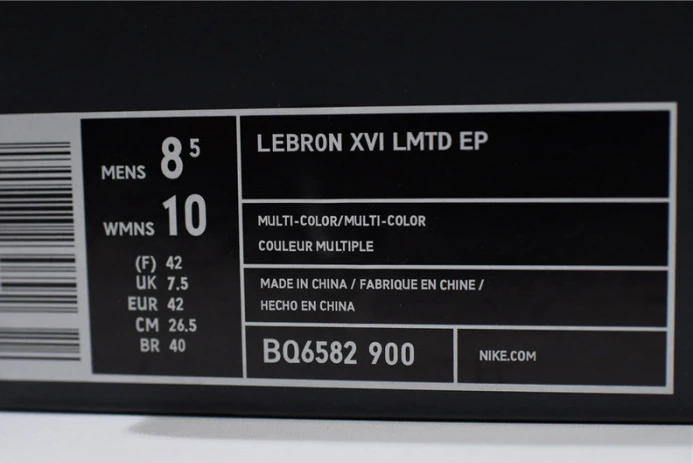 MENS 8 5
WMNS 10
(F) 42
UK 7.5
EUR 42
CM 26.5
BR 40
LEBRON XVI LMTD EP
MULTI-COLOR/MULTI-COLOR
COULEUR MULTIPLE
MADE IN CHINA / FABRIQUE EN CHINE /
HECHO EN CHINA
BQ6582 900
NIKE.COM